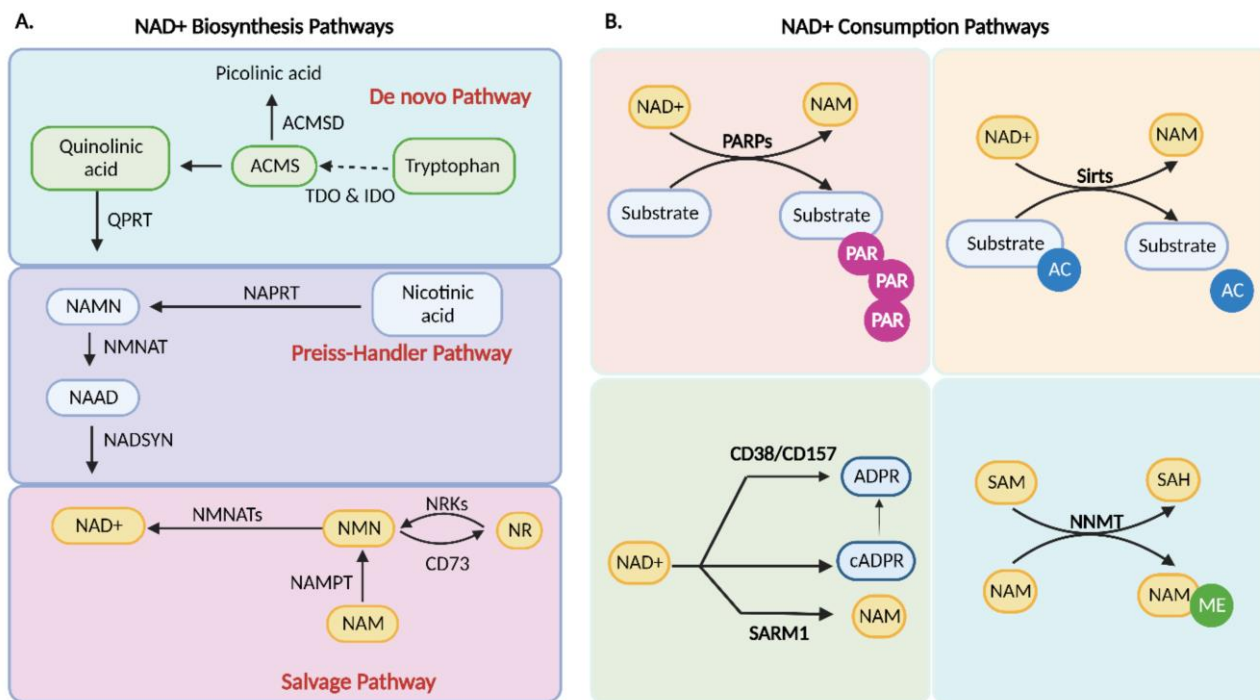 A.
NAD+ Biosynthesis Pathways
Picolinic acid
De novo Pathway
ACMSD
Quinolinic
acid
ACMS
Tryptophan
TDO & IDO
QPRT
NAMN
NAPRT
Nicotinic
acid
NMNAT
Preiss-Handler Pathway
NAAD
NADSYN
NAD+
NMNATs
NMN
NRKs
NR
CD73
NAMPT
NAM
Salvage Pathway
B.
NAD+ Consumption Pathways
NAD+
NAM
PARPs
Substrate
Substrate
PAR
PAR
PAR
NAD+
NAM
Sirts
Substrate
AC
Substrate
AC
CD38/CD157
ADPR
NAD+
cADPR
NAM
SARM1
SAM
SAH
NNMT
NAM
NAM
ME